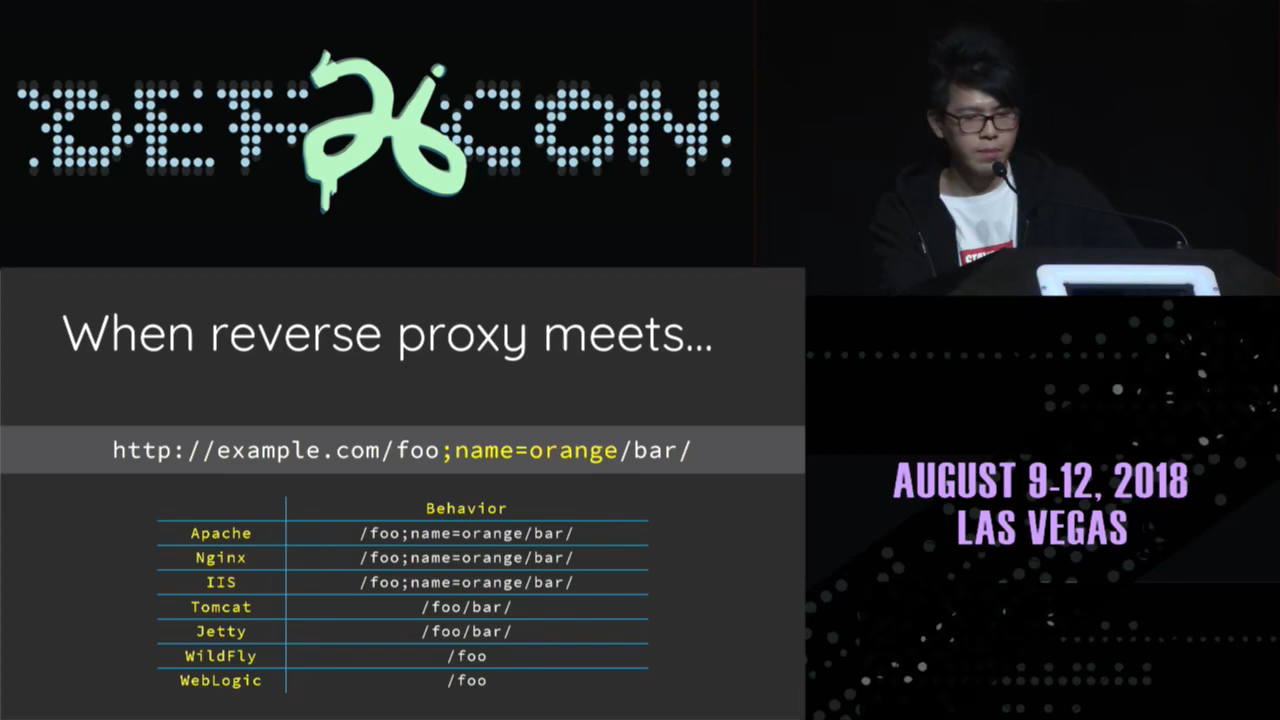 DEF 26 CON
When reverse proxy meets...
http://example.com/foo;name=orange/bar/
Behavior
Apache /foo;name=orange/bar/
Nginx /foo;name=orange/bar/
IIS /foo;name=orange/bar/
Tomcat /foo/bar/
Jetty /foo/bar/
WildFly /foo
WebLogic /foo
AUGUST 9-12, 2018
LAS VEGAS